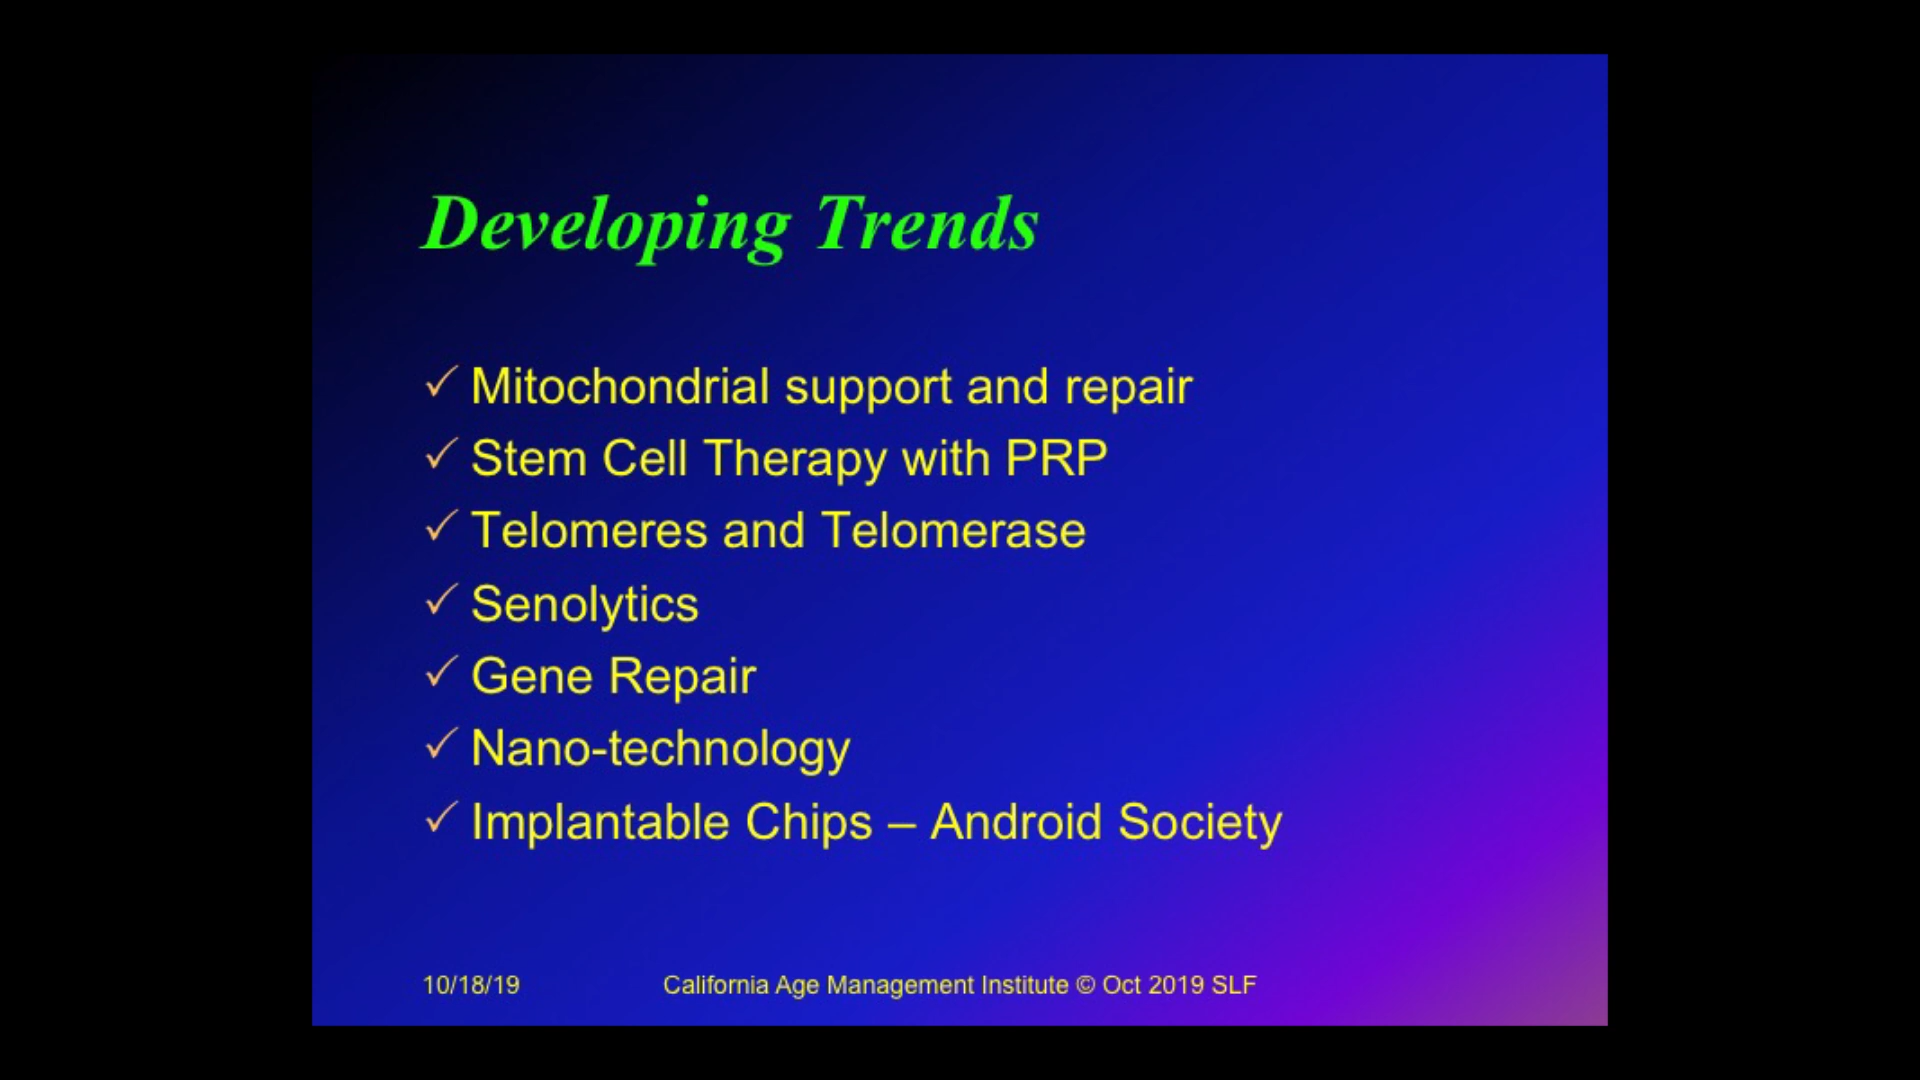 Developing Trends
✓ Mitochondrial support and repair
✓ Stem Cell Therapy with PRP
✓ Telomeres and Telomerase
✓ Senolytics
✓ Gene Repair
✓ Nano-technology
✓ Implantable Chips – Android Society
10/18/19 California Age Management Institute © Oct 2019 SLF